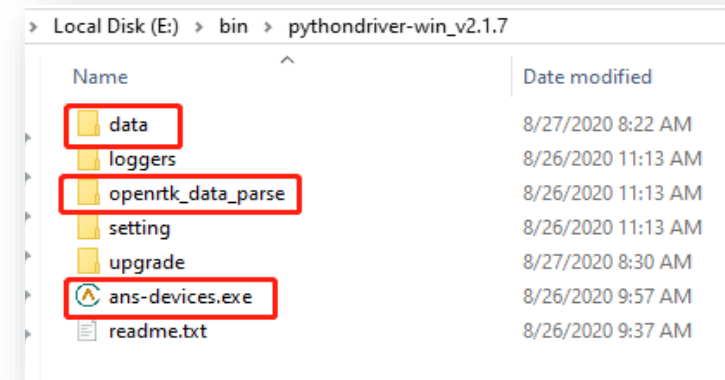 > Local Disk (E:) > bin > pythondriver-win_v2.1.7
Name Date modified
data 8/27/2020 8:22 AM
loggers 8/26/2020 11:13 AM
openrtk_data_parse 8/26/2020 11:13 AM
setting 8/26/2020 11:13 AM
upgrade 8/27/2020 8:30 AM
ans-devices.exe 8/26/2020 9:57 AM
readme.txt 8/26/2020 9:37 AM